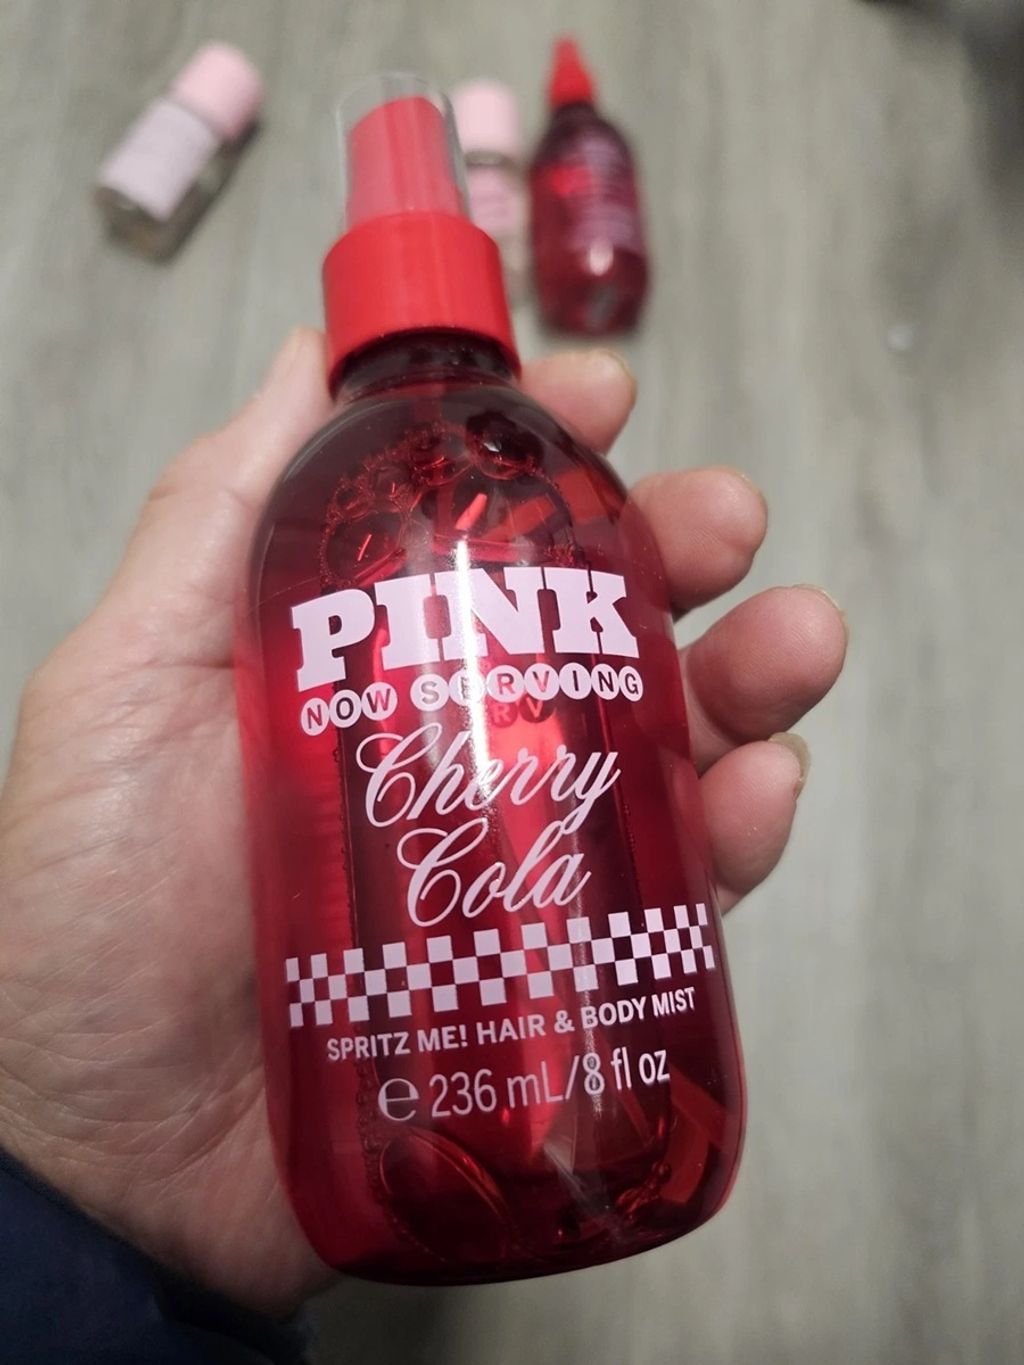 PINK
NOW SERVING
Cherry
Cola
SPRITZ ME! HAIR & BODY MIST
℮ 236 mL/8 fl oz